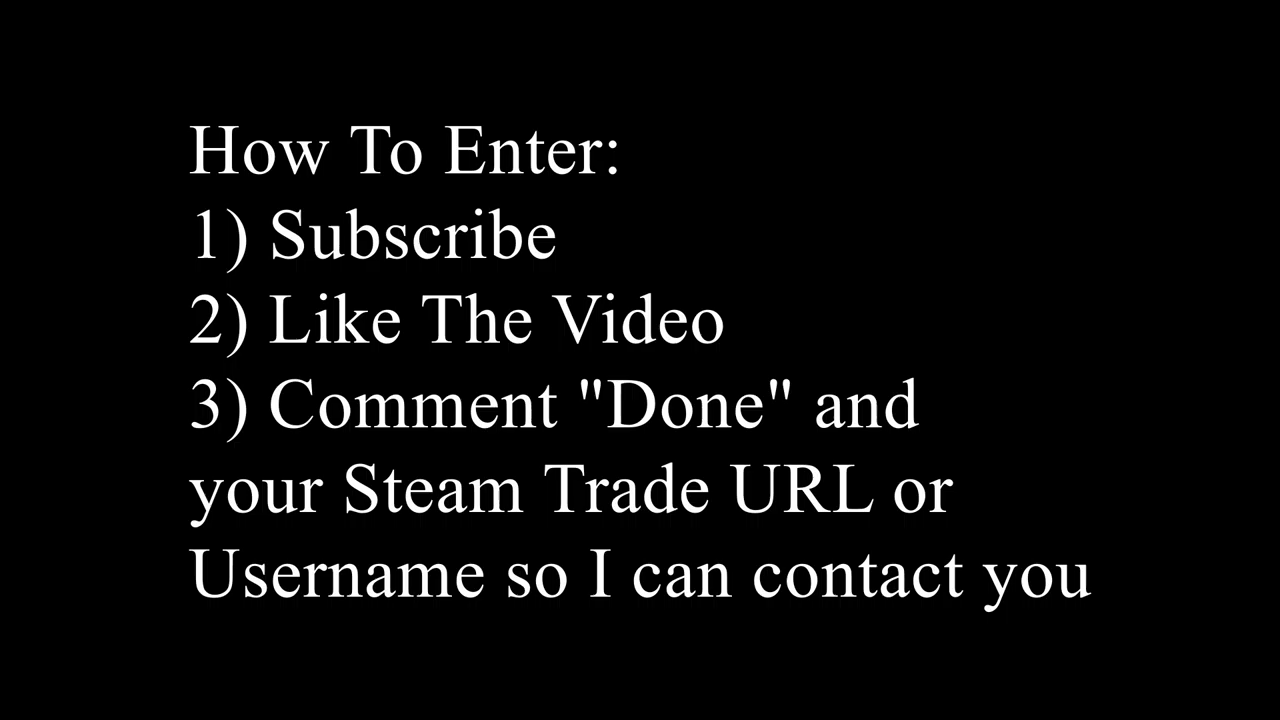 How To Enter:
1) Subscribe
2) Like The Video
3) Comment "Done" and
your Steam Trade URL or
Username so I can contact you